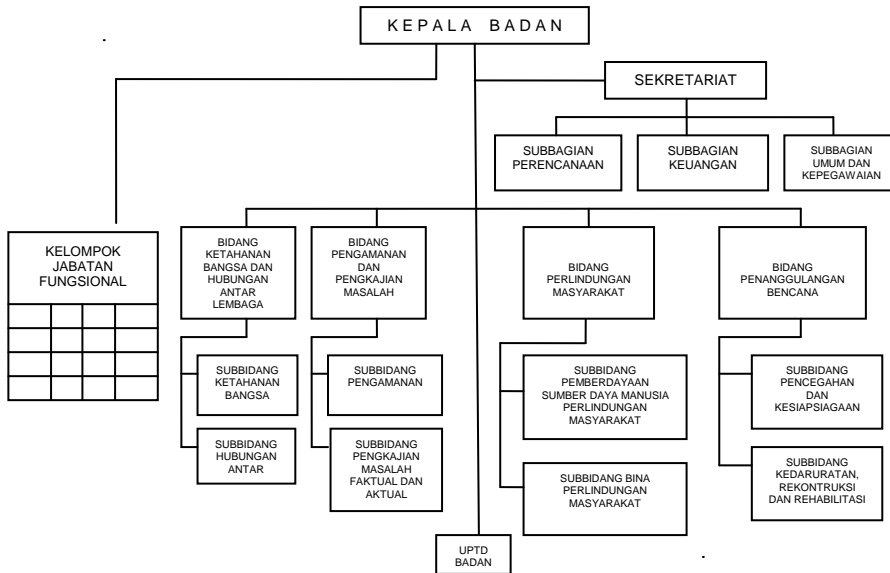 KEPALA BADAN
SEKRETARIAT
SUBBAGIAN
PERENCANAAN
SUBBAGIAN
KEUANGAN
SUBBAGIAN
UMUM DAN
KEPEGAWAIAN
KELOMPOK
JABATAN
FUNGSIONAL
BIDANG
KETAHANAN
BANGSA DAN
HUBUNGAN
ANTAR
LEMBAGA
BIDANG
PENGAMANAN
DAN
PENGKAJIAN
MASALAH
BIDANG
PERLINDUNGAN
MASYARAKAT
BIDANG
PENANGGULANGAN
BENCANA
SUBBIDANG
KETAHANAN
BANGSA
SUBBIDANG
PENGAMANAN
SUBBIDANG
PEMBERDAYAAN
SUMBER DAYA MANUSIA
PERLINDUNGAN
MASYARAKAT
SUBBIDANG
PENCEGAHAN
DAN
KESIAPSIAGAAN
SUBBIDANG
HUBUNGAN
ANTAR
SUBBIDANG
PENGKAJIAN
MASALAH
FAKTUAL DAN
AKTUAL
SUBBIDANG BINA
PERLINDUNGAN
MASYARAKAT
SUBBIDANG
KEDARURATAN,
REKONTRUKSI
DAN REHABILITASI
UPTD
BADAN